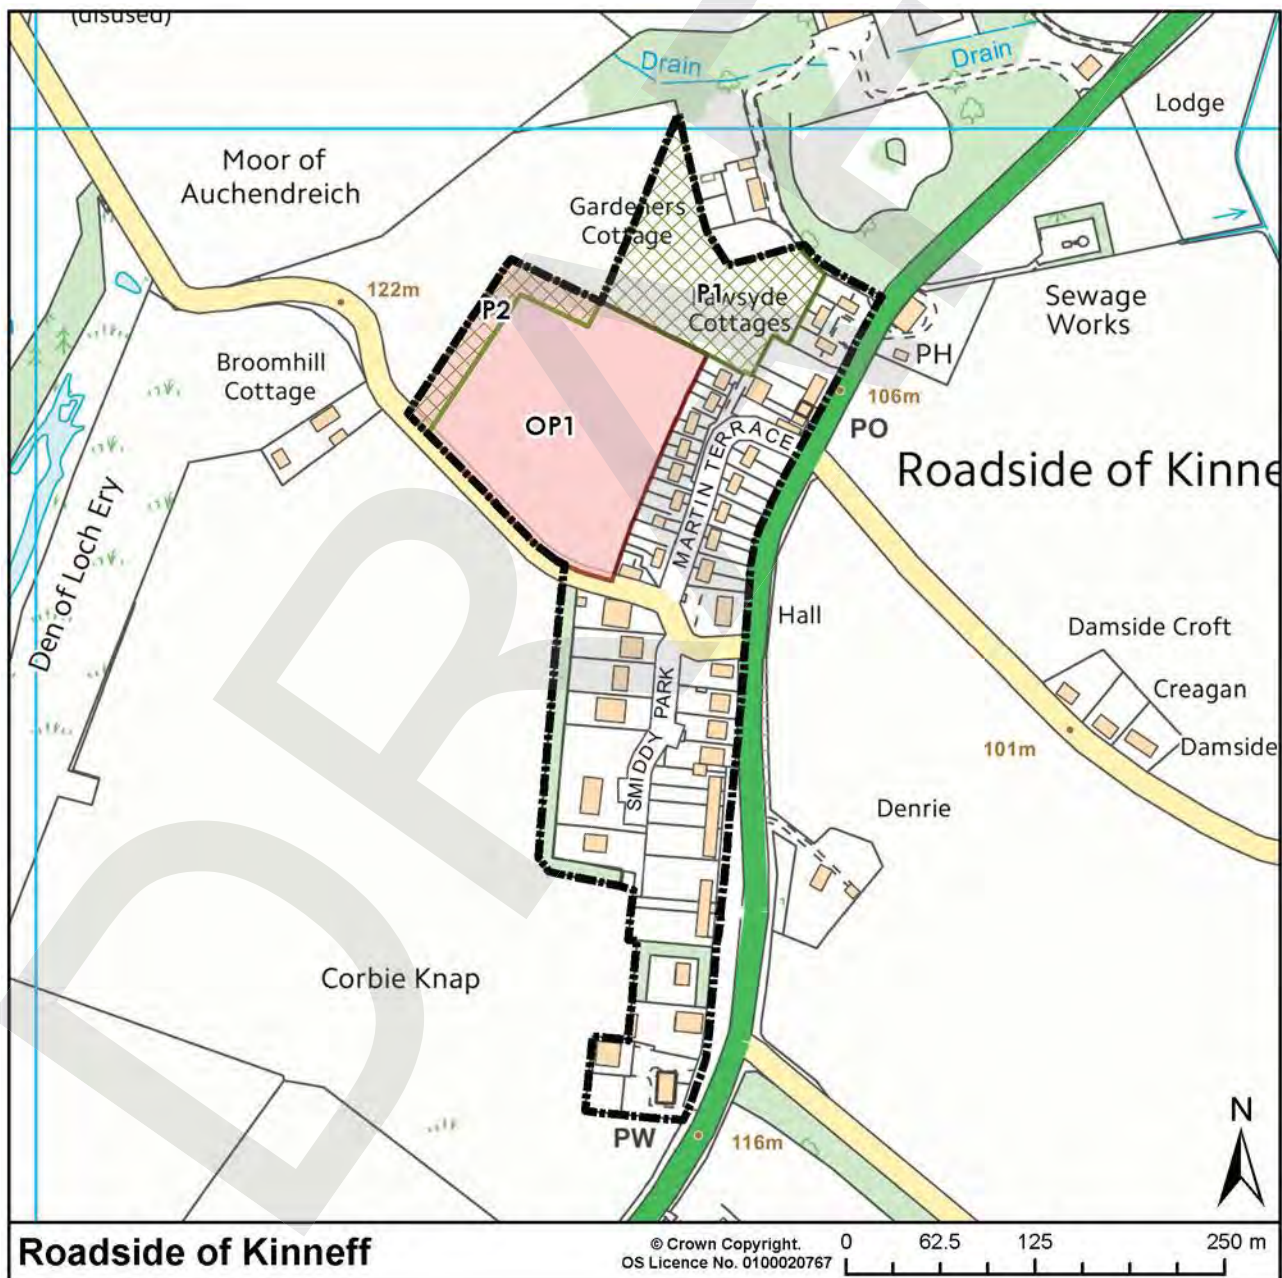 (disused)
Drain
Drain
Lodge
Moor of
Auchendreich
Gardeners
Cottage
122m
P2
P1
Cottages
Sewage
Works
Broomhill
Cottage
PH
106m
OP1
PO
MARTIN TERRACE
Roadside of Kinne
Den of Loch Ery
Hall
Damside Croft
Creagan
Damside
101m
SMIDDY PARK
Denrie
Corbie Knap
PW
116m
N
DRAFT
Roadside of Kinneff
© Crown Copyright.
OS Licence No. 0100020767
0 62.5 125 250 m